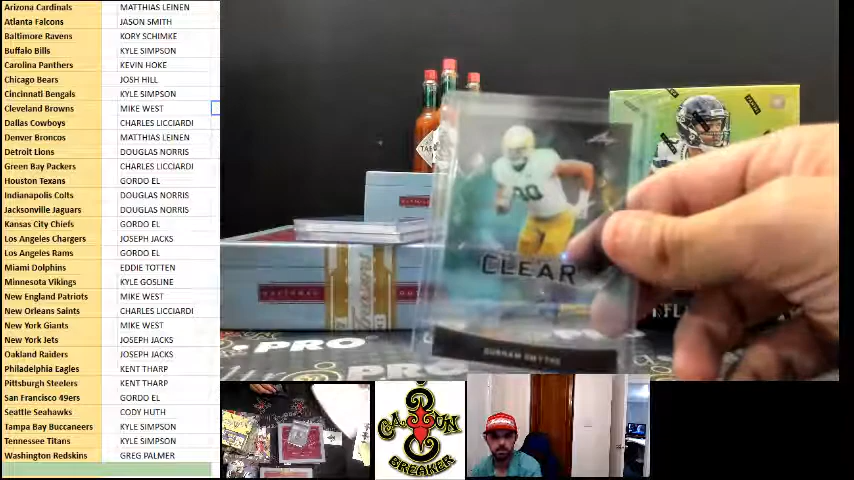 Arizona Cardinals MATTHIAS LEINEN
Atlanta Falcons JASON SMITH
Baltimore Ravens KORY SCHIMKE
Buffalo Bills KYLE SIMPSON
Carolina Panthers KEVIN HOKE
Chicago Bears JOSH HILL
Cincinnati Bengals KYLE SIMPSON
Cleveland Browns MIKE WEST
Dallas Cowboys CHARLES LICCIARDI
Denver Broncos MATTHIAS LEINEN
Detroit Lions DOUGLAS NORRIS
Green Bay Packers CHARLES LICCIARDI
Houston Texans GORDO EL
Indianapolis Colts DOUGLAS NORRIS
Jacksonville Jaguars DOUGLAS NORRIS
Kansas City Chiefs GORDO EL
Los Angeles Chargers JOSEPH JACKS
Los Angeles Rams GORDO EL
Miami Dolphins EDDIE TOTTEN
Minnesota Vikings KYLE GOSLINE
New England Patriots MIKE WEST
New Orleans Saints CHARLES LICCIARDI
New York Giants MIKE WEST
New York Jets JOSEPH JACKS
Oakland Raiders JOSEPH JACKS
Philadelphia Eagles KENT THARP
Pittsburgh Steelers KENT THARP
San Francisco 49ers GORDO EL
Seattle Seahawks CODY HUTH
Tampa Bay Buccaneers KYLE SIMPSON
Tennessee Titans KYLE SIMPSON
Washington Redskins GREG PALMER
CLEAR
DURHAM SMYTHE
PRO
CAJUN
BREAKER